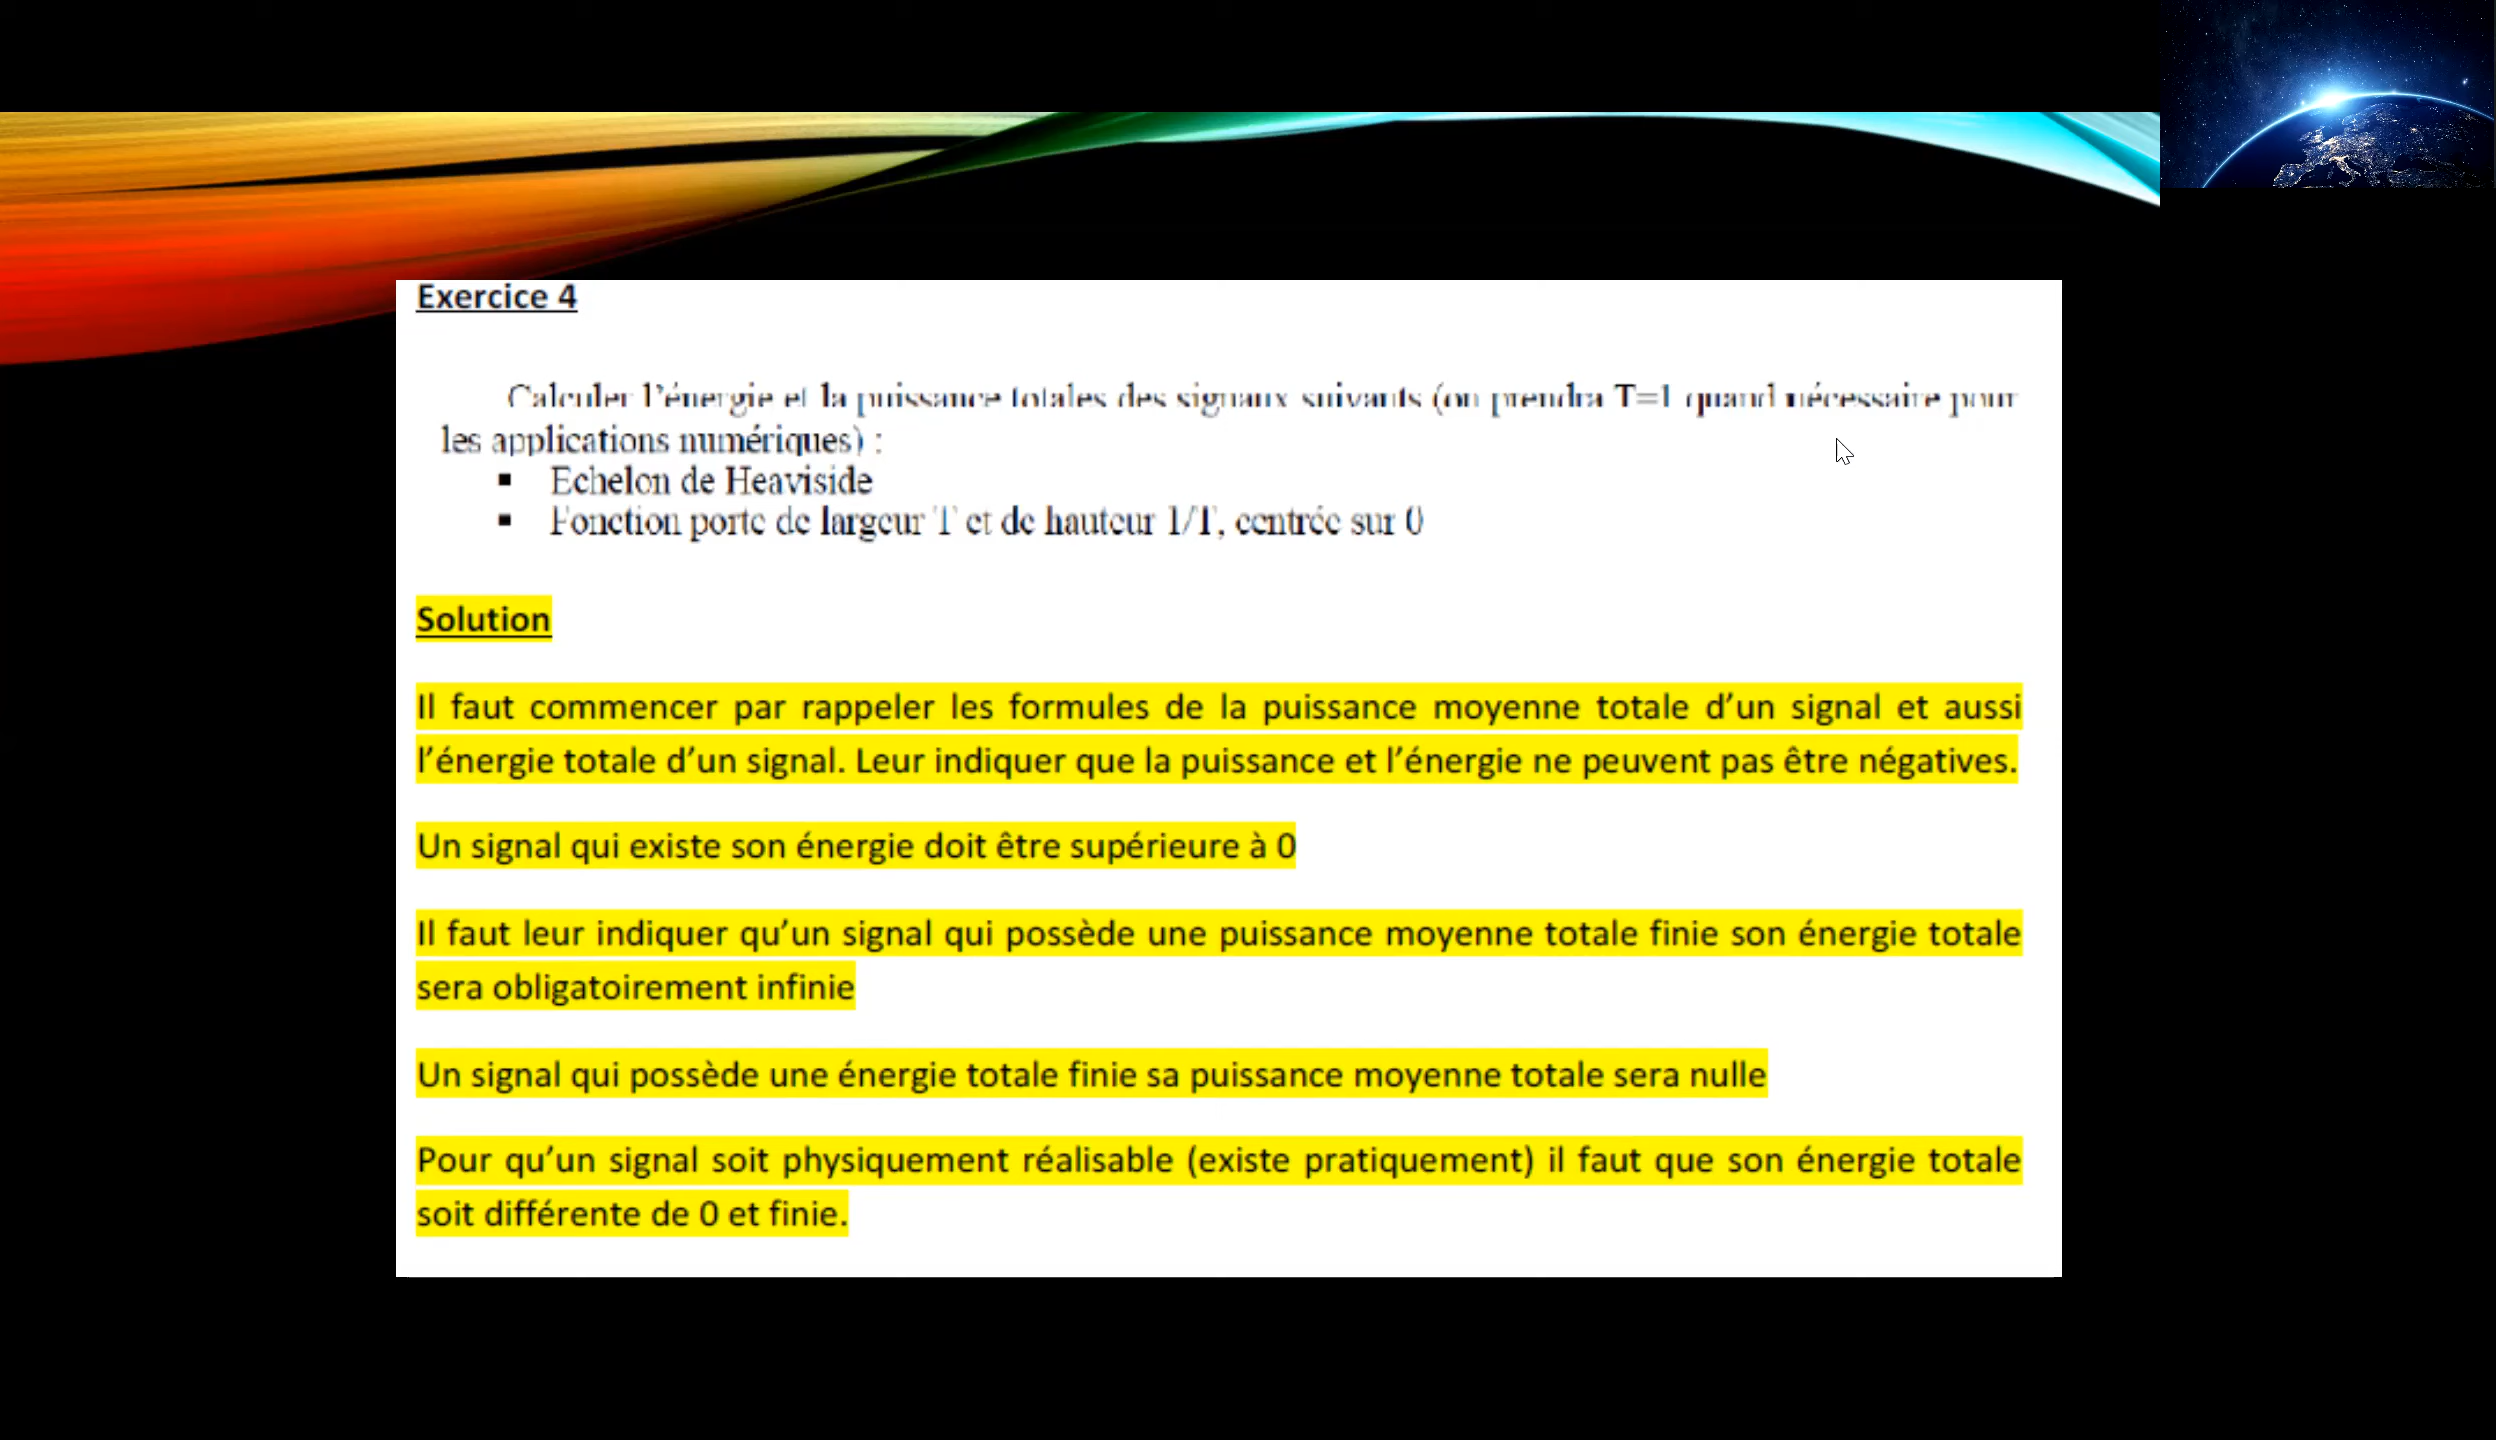 Exercice 4
Calculer l'énergie et la puissance totales des signaux suivants (on prendra T=1 quand nécessaire pour
les applications numériques) :
▪ Echelon de Heaviside
▪ Fonction porte de largeur T et de hauteur 1/T, centrée sur 0
Solution
Il faut commencer par rappeler les formules de la puissance moyenne totale d'un signal et aussi
l'énergie totale d'un signal. Leur indiquer que la puissance et l'énergie ne peuvent pas être négatives.
Un signal qui existe son énergie doit être supérieure à 0
Il faut leur indiquer qu'un signal qui possède une puissance moyenne totale finie son énergie totale
sera obligatoirement infinie
Un signal qui possède une énergie totale finie sa puissance moyenne totale sera nulle
Pour qu'un signal soit physiquement réalisable (existe pratiquement) il faut que son énergie totale
soit différente de 0 et finie.